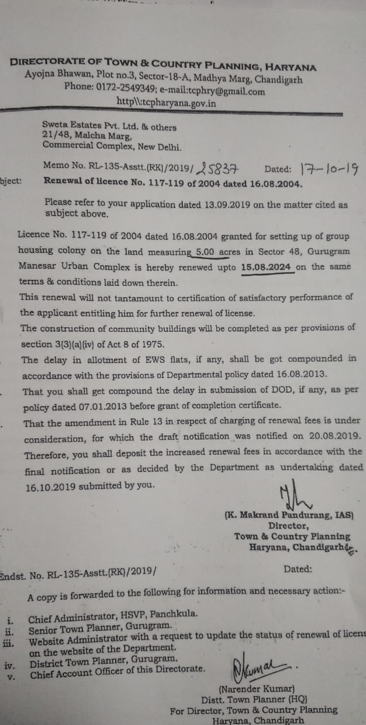 DIRECTORATE OF TOWN & COUNTRY PLANNING, HARYANA
Ayojna Bhawan, Plot no.3, Sector-18-A, Madhya Marg, Chandigarh
Phone: 0172-2549349; e-mail:tcphry@gmail.com
http\\:tcpharyana.gov.in
Sweta Estates Pvt. Ltd. & others
21/48, Malcha Marg,
Commercial Complex, New Delhi.
Memo No. RL-135-Asstt.(RK)/2019/ 25837 Dated: 17-10-19
bject: Renewal of licence No. 117-119 of 2004 dated 16.08.2004.
Please refer to your application dated 13.09.2019 on the matter cited as
subject above.
Licence No. 117-119 of 2004 dated 16.08.2004 granted for setting up of group
housing colony on the land measuring 5.00 acres in Sector 48, Gurugram
Manesar Urban Complex is hereby renewed upto 15.08.2024 on the same
terms & conditions laid down therein.
This renewal will not tantamount to certification of satisfactory performance of
the applicant entitling him for further renewal of license.
The construction of community buildings will be completed as per provisions of
section 3(3)(a)(iv) of Act 8 of 1975.
The delay in allotment of EWS flats, if any, shall be got compounded in
accordance with the provisions of Departmental policy dated 16.08.2013.
That you shall get compound the delay in submission of DOD, if any, as per
policy dated 07.01.2013 before grant of completion certificate.
That the amendment in Rule 13 in respect of charging of renewal fees is under
consideration, for which the draft notification was notified on 20.08.2019.
Therefore, you shall deposit the increased renewal fees in accordance with the
final notification or as decided by the Department as undertaking dated
16.10.2019 submitted by you.
(K. Makrand Pandurang, IAS)
Director,
Town & Country Planning
Haryana, Chandigarh
Endst. No. RL-135-Asstt.(RK)/2019/ Dated:
A copy is forwarded to the following for information and necessary action:-
i. Chief Administrator, HSVP, Panchkula.
ii. Senior Town Planner, Gurugram.
iii. Website Administrator with a request to update the status of renewal of licens
on the website of the Department.
iv. District Town Planner, Gurugram.
v. Chief Account Officer of this Directorate.
(Narender Kumar)
Distt. Town Planner (HQ)
For Director, Town & Country Planning
Haryana, Chandigarh